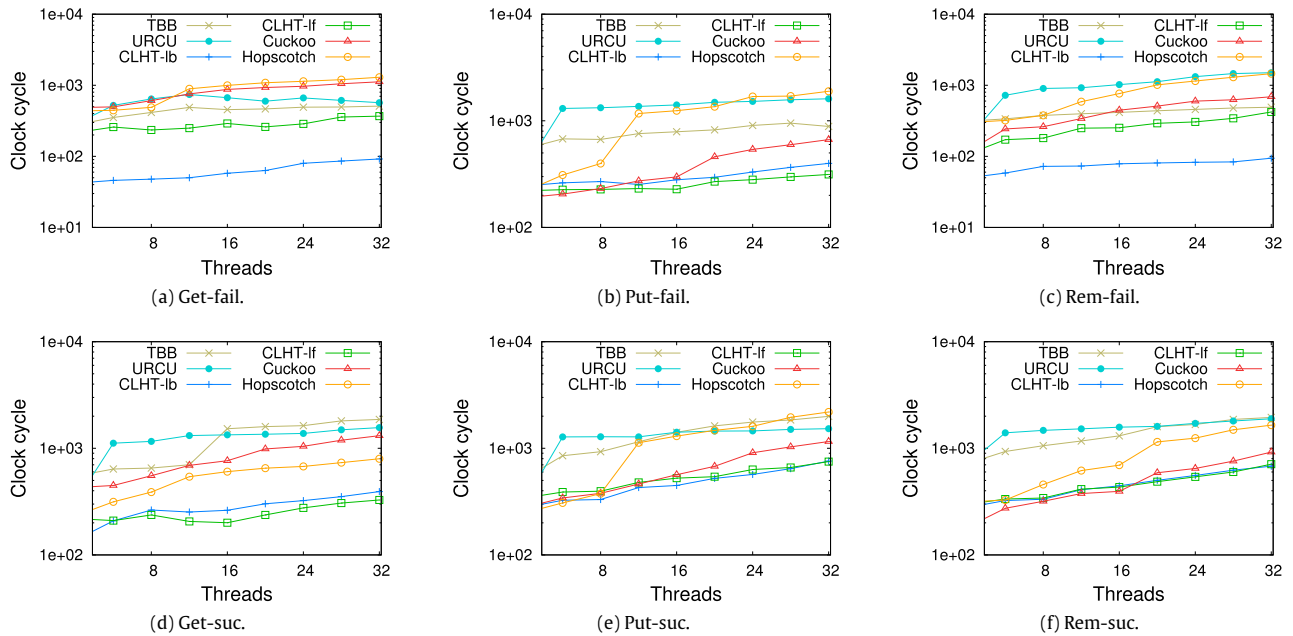 1e+04
1e+03
1e+02
1e+01
Clock cycle
TBB
URCU
CLHT-lb
CLHT-lf
Cuckoo
Hopscotch
8 16 24 32
Threads
(a) Get-fail.
1e+04
1e+03
1e+02
Clock cycle
TBB
URCU
CLHT-lb
CLHT-lf
Cuckoo
Hopscotch
8 16 24 32
Threads
(b) Put-fail.
1e+04
1e+03
1e+02
1e+01
Clock cycle
TBB
URCU
CLHT-lb
CLHT-lf
Cuckoo
Hopscotch
8 16 24 32
Threads
(c) Rem-fail.
1e+04
1e+03
1e+02
Clock cycle
TBB
URCU
CLHT-lb
CLHT-lf
Cuckoo
Hopscotch
8 16 24 32
Threads
(d) Get-suc.
1e+04
1e+03
1e+02
Clock cycle
TBB
URCU
CLHT-lb
CLHT-lf
Cuckoo
Hopscotch
8 16 24 32
Threads
(e) Put-suc.
1e+04
1e+03
1e+02
Clock cycle
TBB
URCU
CLHT-lb
CLHT-lf
Cuckoo
Hopscotch
8 16 24 32
Threads
(f) Rem-suc.